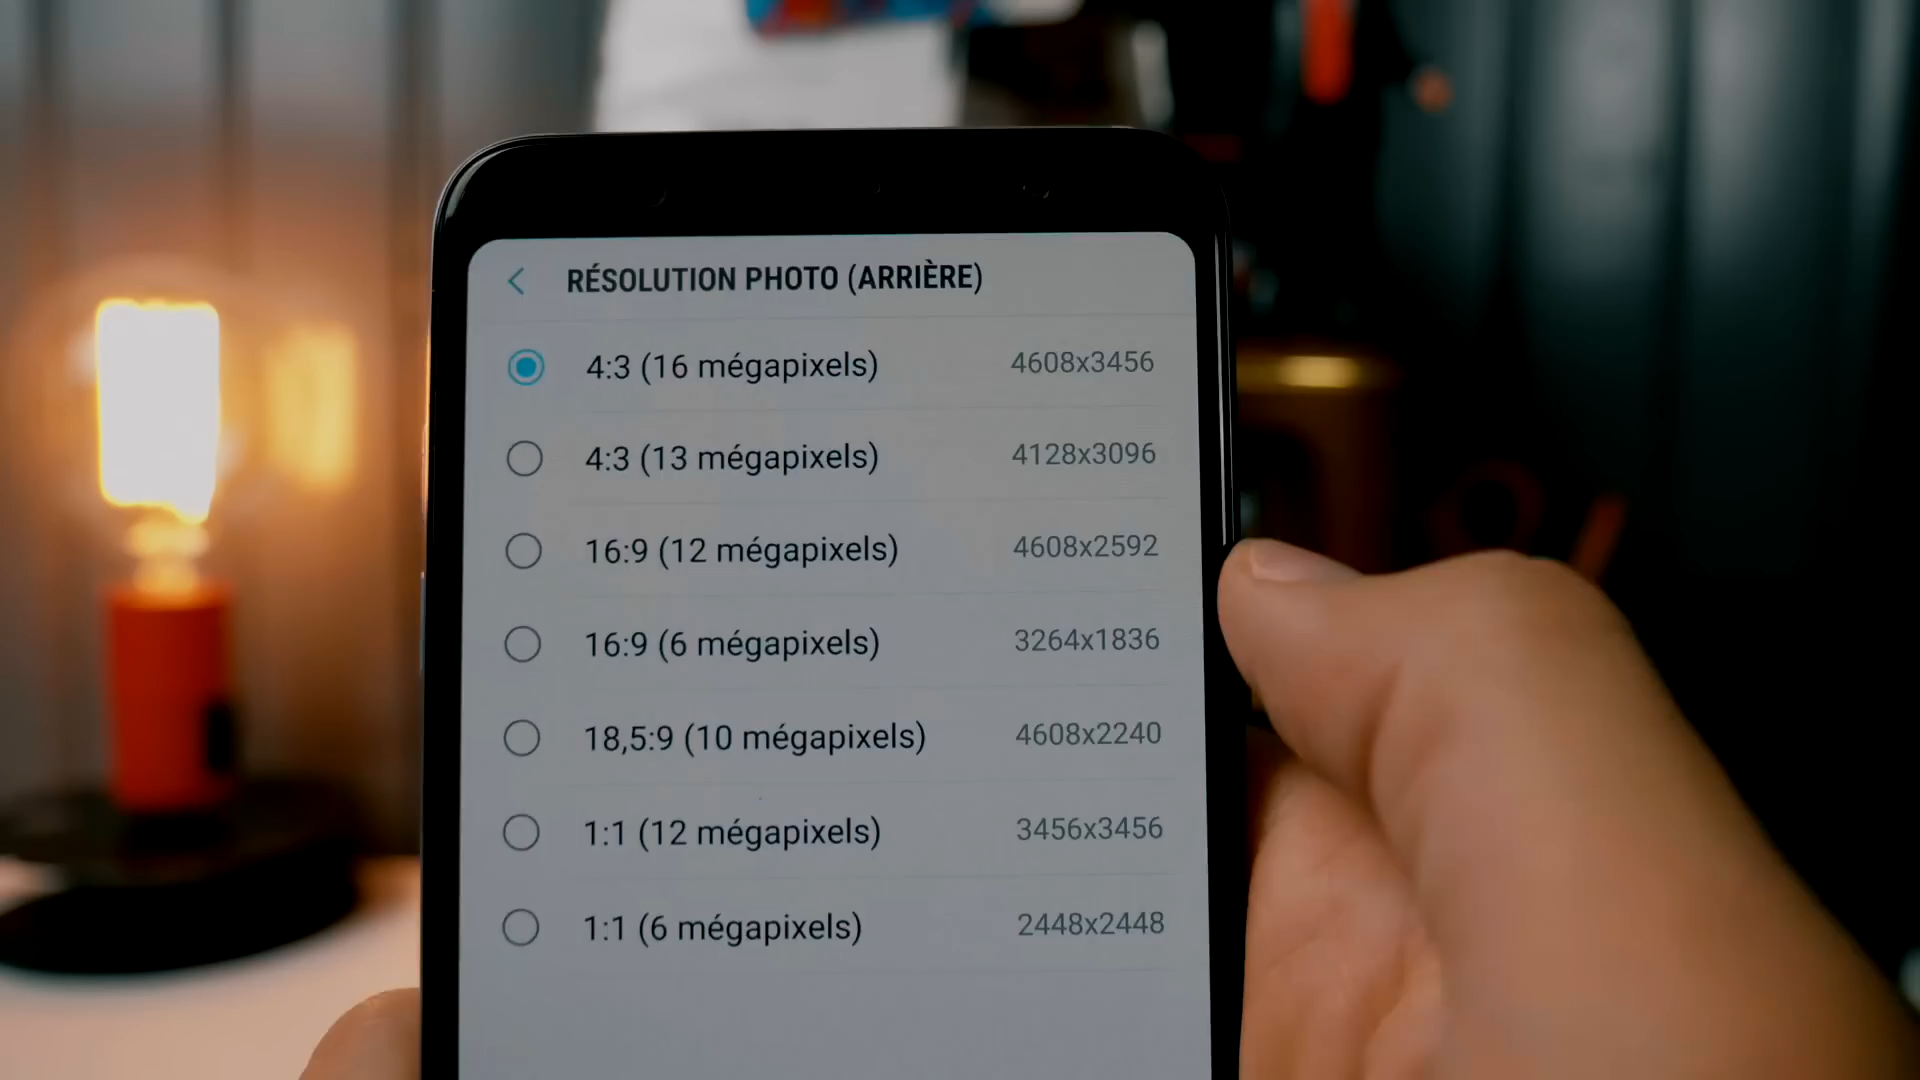 RÉSOLUTION PHOTO (ARRIÈRE)
4:3 (16 mégapixels) 4608x3456
4:3 (13 mégapixels) 4128x3096
16:9 (12 mégapixels) 4608x2592
16:9 (6 mégapixels) 3264x1836
18,5:9 (10 mégapixels) 4608x2240
1:1 (12 mégapixels) 3456x3456
1:1 (6 mégapixels) 2448x2448